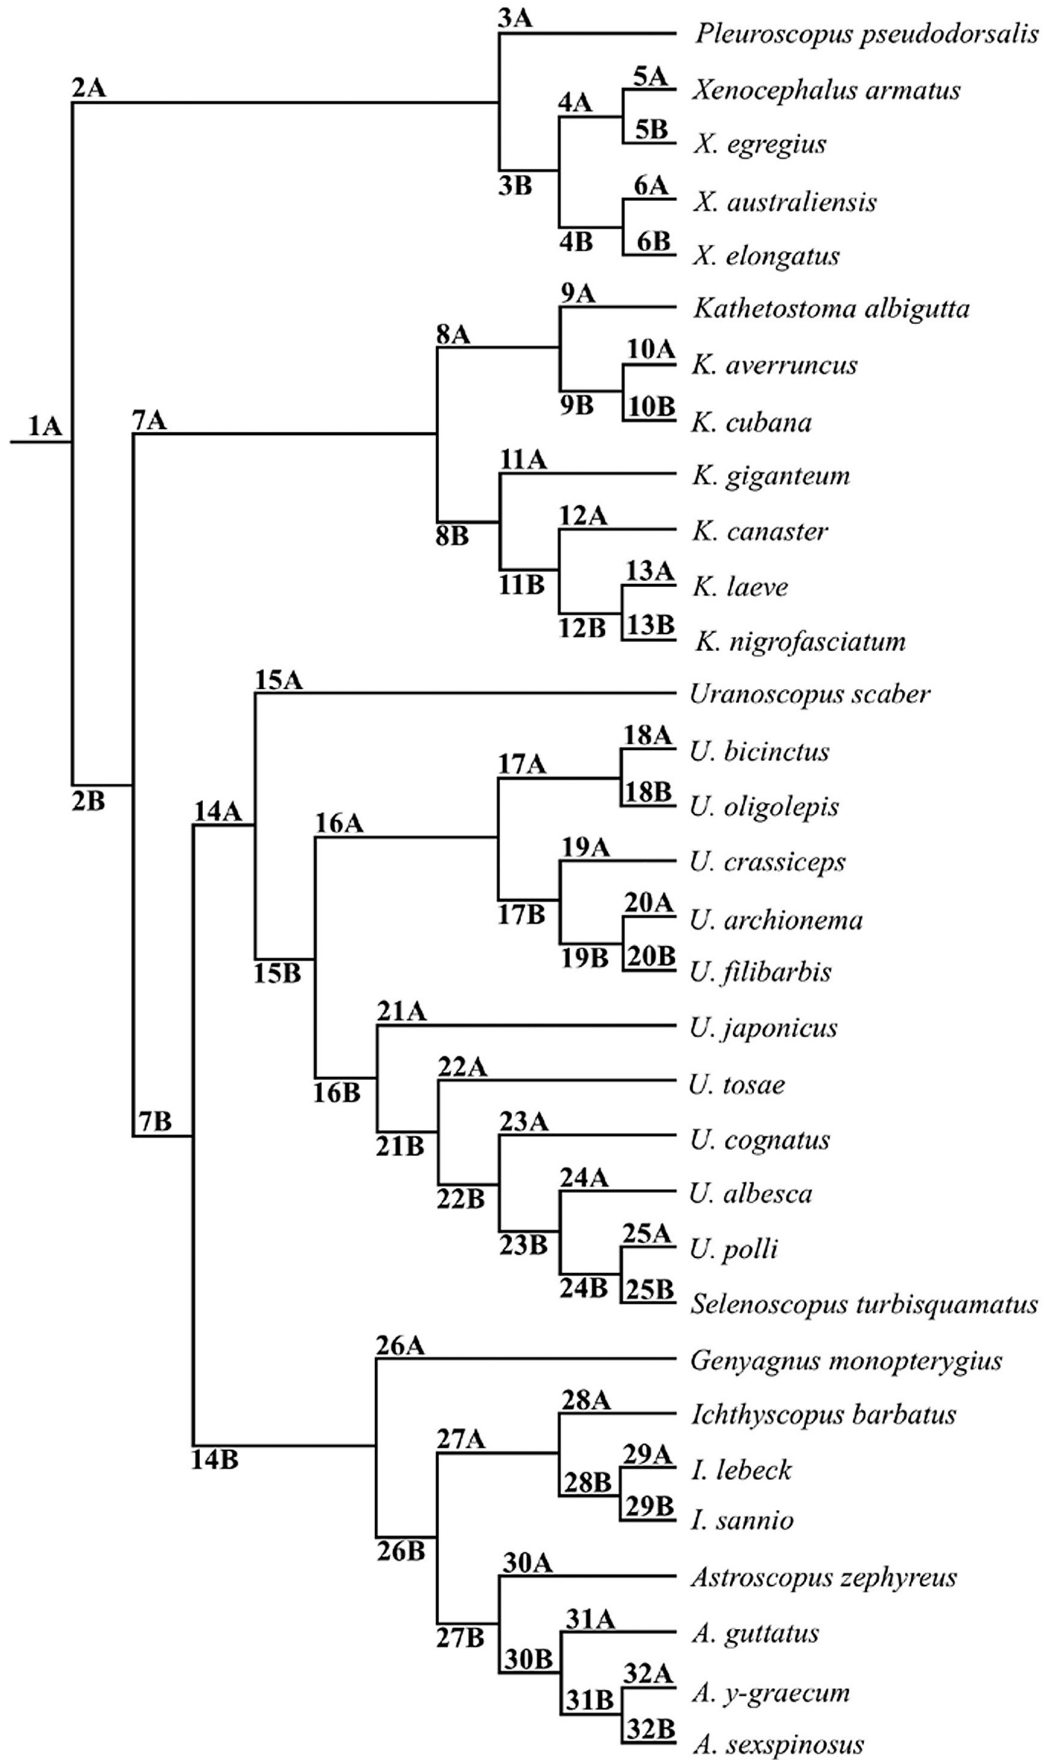 3A
Pleuroscopus pseudodorsalis
2A
5A
Xenocephalus armatus
4A
5B
X. egregius
3B
6A
X. australiensis
4B
6B
X. elongatus
9A
Kathetostoma albigutta
8A
10A
K. averruncus
9B
10B
K. cubana
1A
7A
11A
K. giganteum
8B
12A
K. canaster
11B
13A
K. laeve
12B
13B
K. nigrofasciatum
15A
Uranoscopus scaber
18A
U. bicinctus
17A
2B
18B
U. oligolepis
14A
16A
19A
U. crassiceps
17B
20A
U. archionema
15B
19B
20B
U. filibarbis
21A
U. japonicus
22A
U. tosae
16B
7B
23A
U. cognatus
21B
24A
U. albesca
22B
25A
U. polli
23B
24B
25B
Selenoscopus turbisquamatus
26A
Genyagnus monopterygius
28A
Ichthyscopus barbatus
27A
14B
29A
I. lebeck
28B
29B
I. sannio
26B
30A
Astroscopus zephyreus
31A
A. guttatus
27B
30B
32A
A. y-graecum
31B
32B
A. sexspinosus